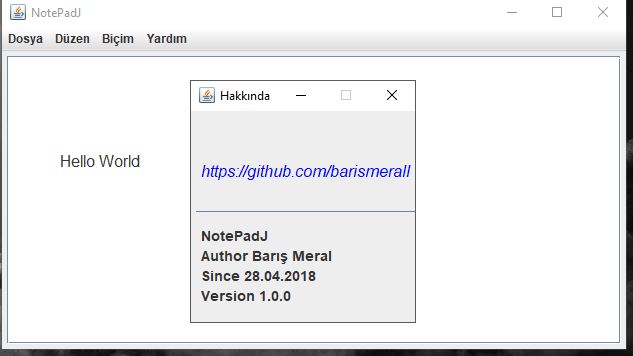 NotePadJ
Dosya Düzen Biçim Yardım
Hello World
Hakkında
https://github.com/barismerall
NotePadJ
Author Barış Meral
Since 28.04.2018
Version 1.0.0